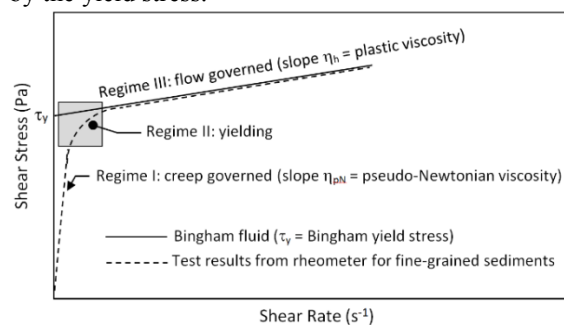 by the yield stress.
Regime III: flow governed (slope ηh = plastic viscosity)
τy
Regime II: yielding
Regime I: creep governed (slope ηpN = pseudo-Newtonian viscosity)
Bingham fluid (τy = Bingham yield stress)
Test results from rheometer for fine-grained sediments
Shear Stress (Pa)
Shear Rate (s⁻¹)